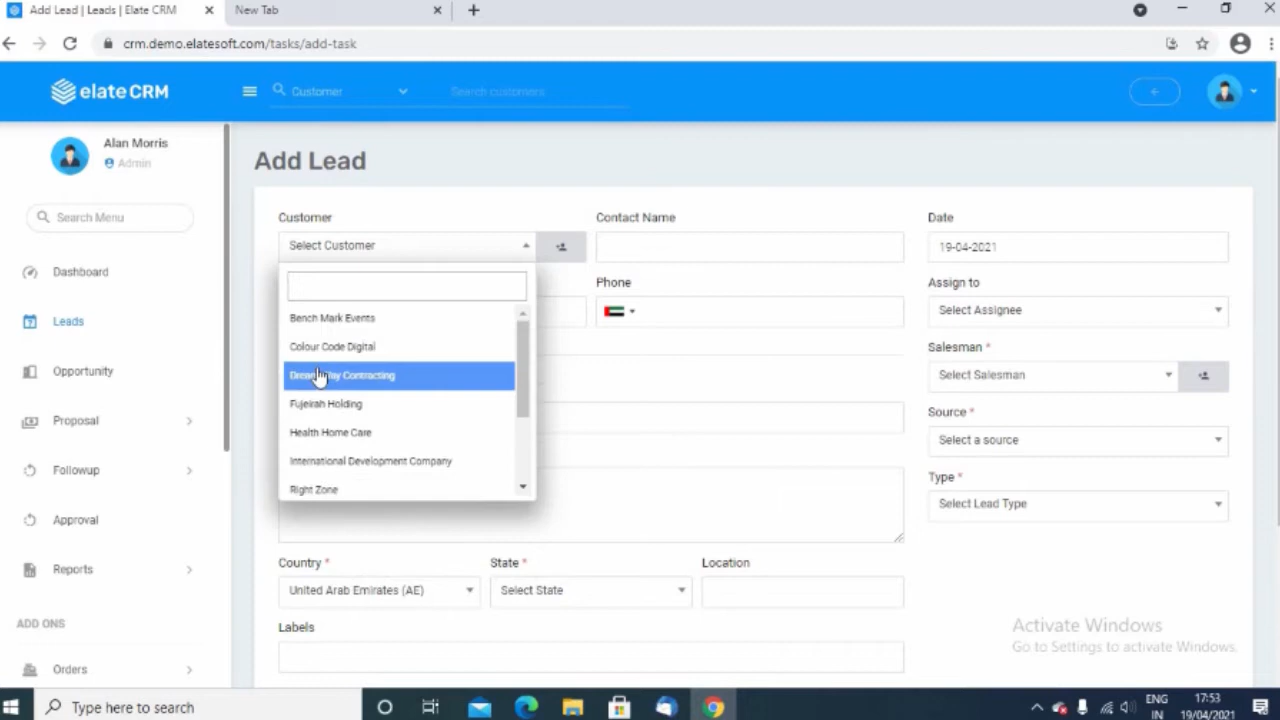 Add Lead | Leads | Elate CRM
New Tab
crm.demo.elatesoft.com/tasks/add-task
elate CRM
Customer
Search customers
Alan Morris
Admin
Search Menu
Dashboard
Leads
Opportunity
Proposal
Followup
Approval
Reports
ADD ONS
Orders
Add Lead
Customer
Contact Name
Date
Select Customer
19-04-2021
Phone
Assign to
Select Assignee
Bench Mark Events
Colour Code Digital
Contracting
Fujeirah Holding
Health Home Care
International Development Company
Right Zone
Salesman *
Select Salesman
Source *
Select a source
Type *
Select Lead Type
Country *
State *
Location
United Arab Emirates (AE)
Select State
Labels
Activate Windows
Go to Settings to activate Windows.
Type here to search
ENG
IN
17:53
19/04/2021